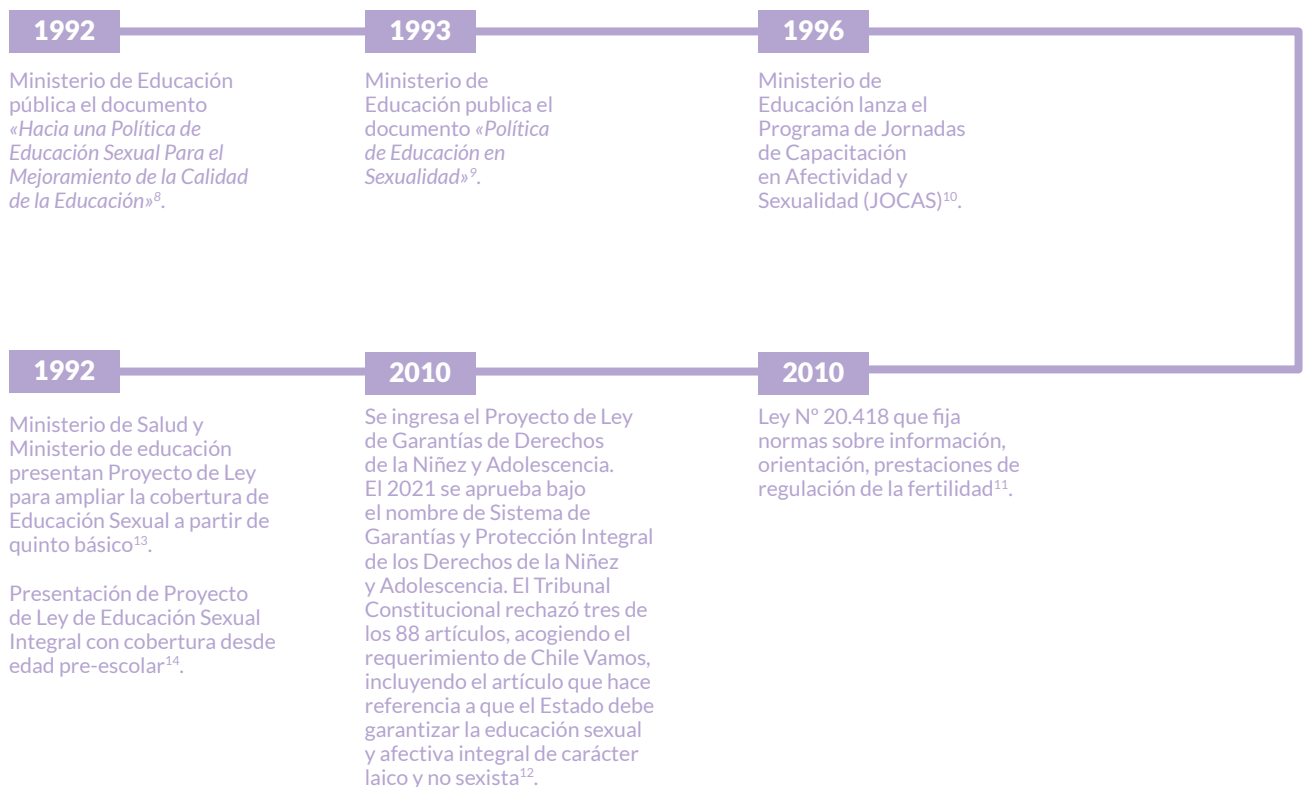 1992
Ministerio de Educación
pública el documento
«Hacia una Política de
Educación Sexual Para el
Mejoramiento de la Calidad
de la Educación»⁸.
1993
Ministerio de
Educación publica el
documento «Política
de Educación en
Sexualidad»⁹.
1996
Ministerio de
Educación lanza el
Programa de Jornadas
de Capacitación
en Afectividad y
Sexualidad (JOCAS)¹⁰.
2010
Ley Nº 20.418 que fija
normas sobre información,
orientación, prestaciones de
regulación de la fertilidad¹¹.
2010
Se ingresa el Proyecto de Ley
de Garantías de Derechos
de la Niñez y Adolescencia.
El 2021 se aprueba bajo
el nombre de Sistema de
Garantías y Protección Integral
de los Derechos de la Niñez
y Adolescencia. El Tribunal
Constitucional rechazó tres de
los 88 artículos, acogiendo el
requerimiento de Chile Vamos,
incluyendo el artículo que hace
referencia a que el Estado debe
garantizar la educación sexual
y afectiva integral de carácter
laico y no sexista¹².
1992
Ministerio de Salud y
Ministerio de educación
presentan Proyecto de Ley
para ampliar la cobertura de
Educación Sexual a partir de
quinto básico¹³.
Presentación de Proyecto
de Ley de Educación Sexual
Integral con cobertura desde
edad pre-escolar¹⁴.